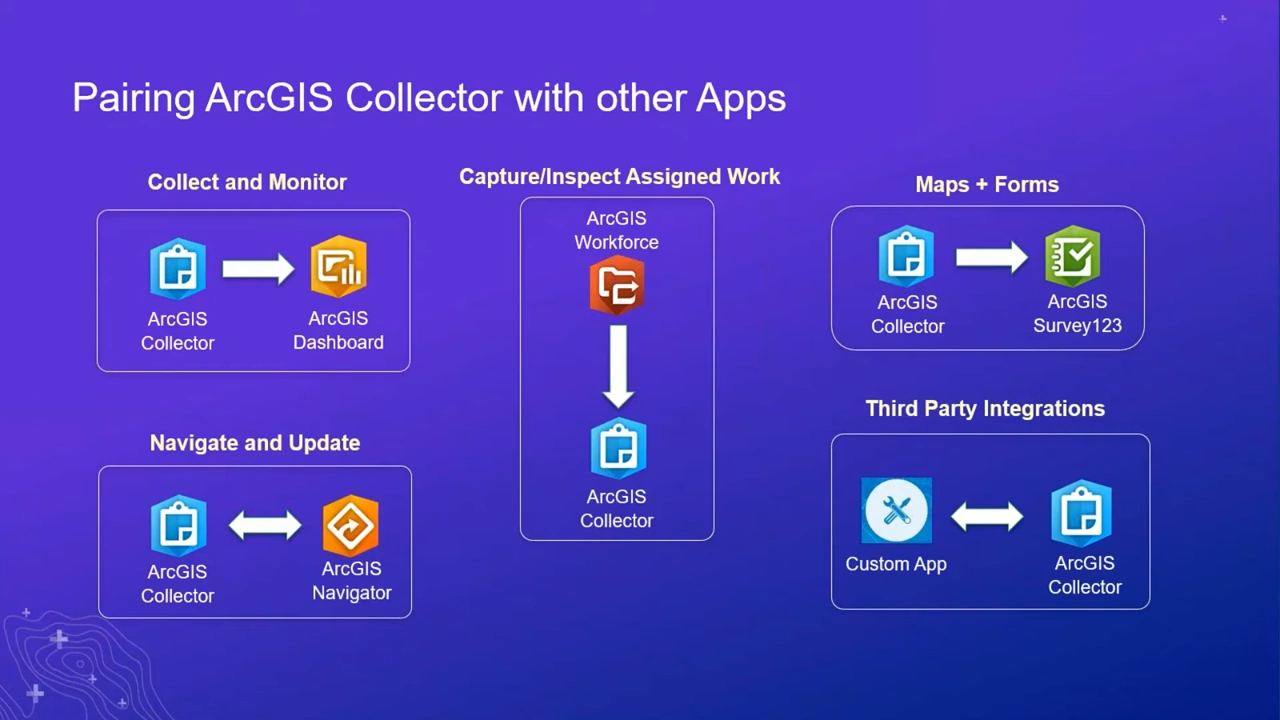 Pairing ArcGIS Collector with other Apps
Collect and Monitor
ArcGIS
Collector
ArcGIS
Dashboard
Navigate and Update
ArcGIS
Collector
ArcGIS
Navigator
Capture/Inspect Assigned Work
ArcGIS
Workforce
ArcGIS
Collector
Maps + Forms
ArcGIS
Collector
ArcGIS
Survey123
Third Party Integrations
Custom App
ArcGIS
Collector